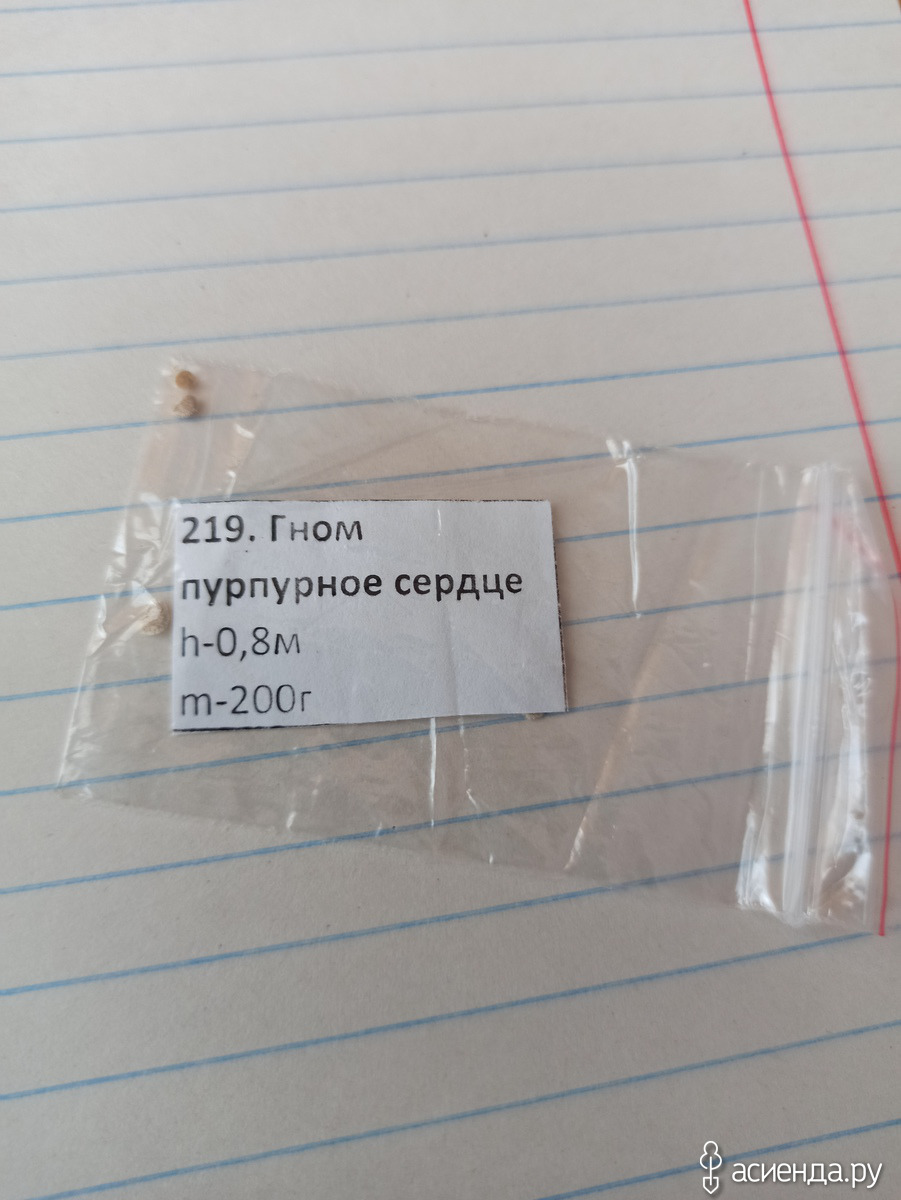 219. Гном
пурпурное сердце
h-0,8м
m-200г
асиенда.ру